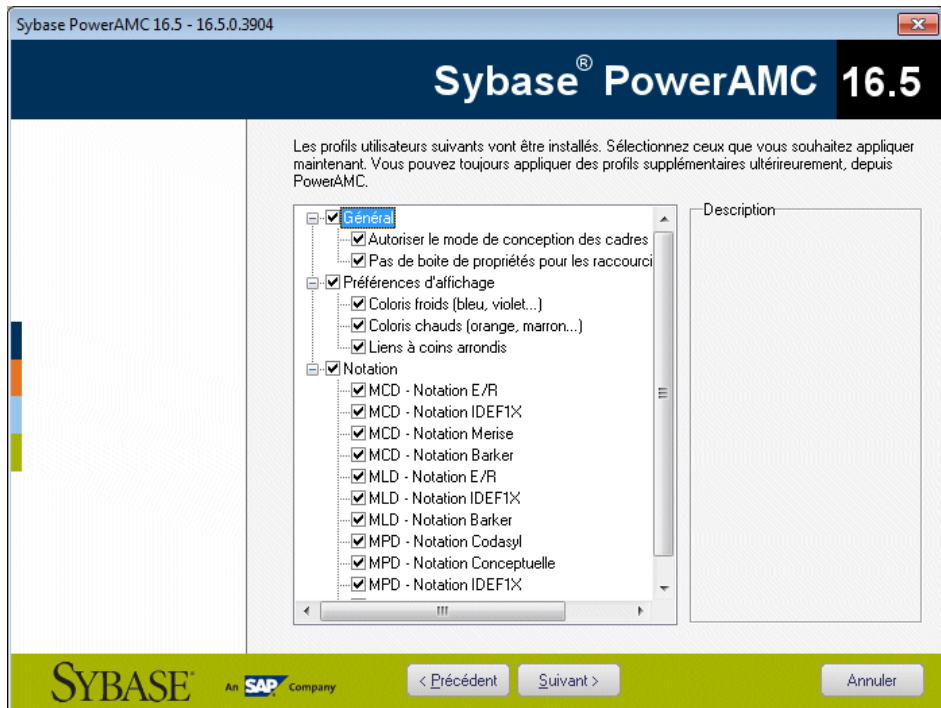 Sybase PowerAMC 16.5 - 16.5.0.3904
Sybase® PowerAMC 16.5
Les profils utilisateurs suivants vont être installés. Sélectionnez ceux que vous souhaitez appliquer
maintenant. Vous pouvez toujours appliquer des profils supplémentaires ultérireurement, depuis
PowerAMC.
Général
Autoriser le mode de conception des cadres
Pas de boite de propriétés pour les raccourci
Préférences d'affichage
Coloris froids (bleu, violet...)
Coloris chauds (orange, marron...)
Liens à coins arrondis
Notation
MCD - Notation E/R
MCD - Notation IDEF1X
MCD - Notation Merise
MCD - Notation Barker
MLD - Notation E/R
MLD - Notation IDEF1X
MLD - Notation Barker
MPD - Notation Codasyl
MPD - Notation Conceptuelle
MPD - Notation IDEF1X
Description
SYBASE An SAP Company
< Précédent
Suivant >
Annuler